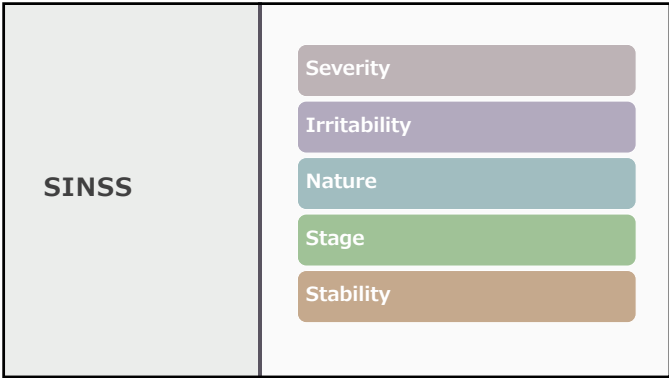 SINSS
Severity
Irritability
Nature
Stage
Stability